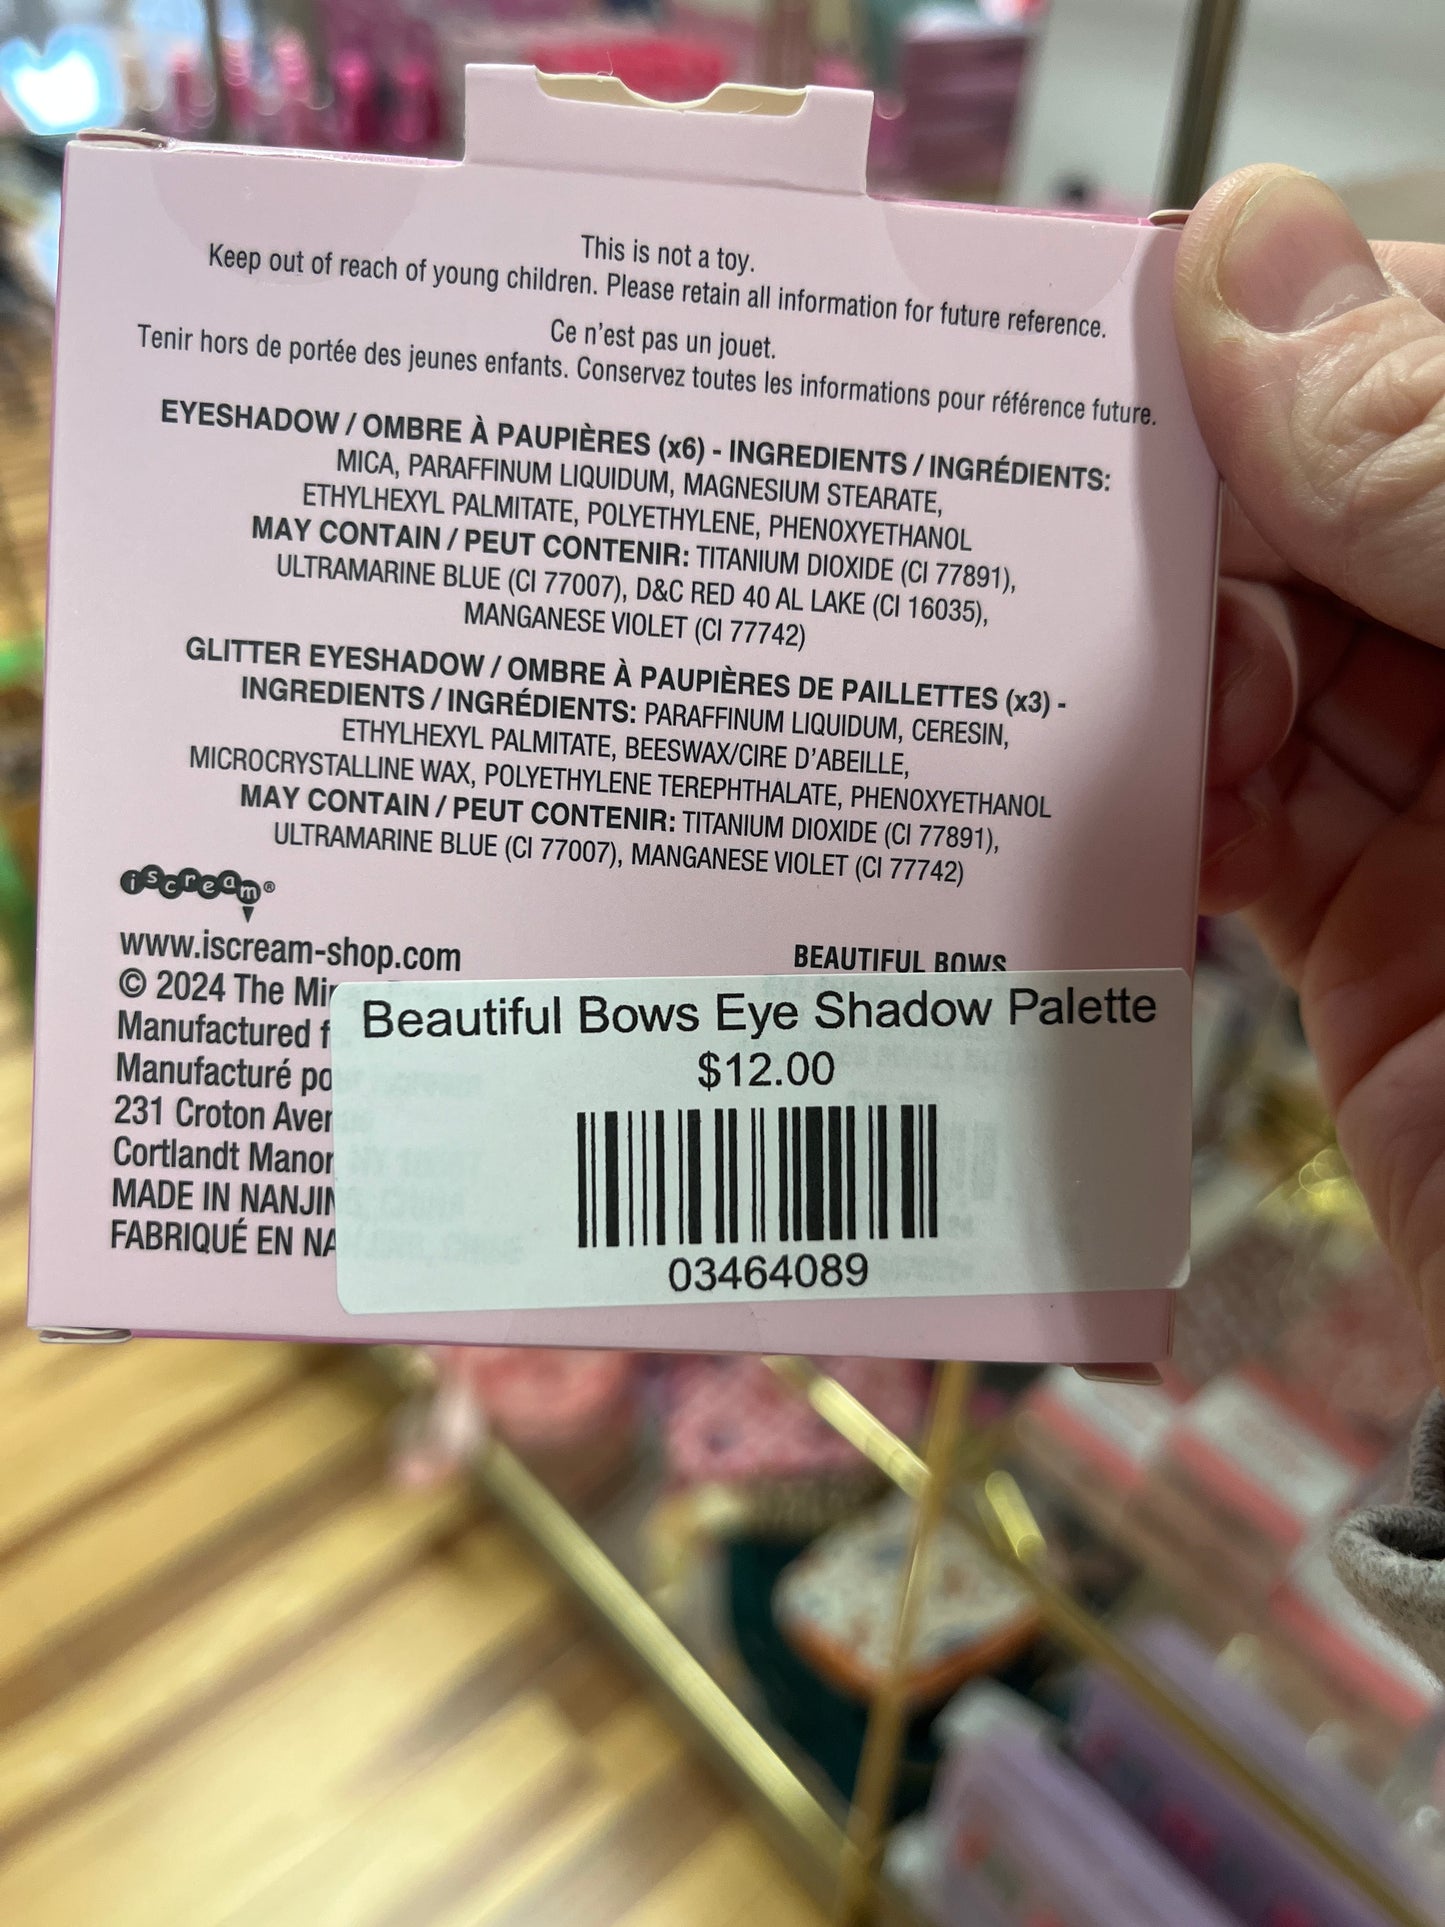 This is not a toy.
Keep out of reach of young children. Please retain all information for future reference.
Ce n'est pas un jouet.
Tenir hors de portée des jeunes enfants. Conservez toutes les informations pour référence future.
EYESHADOW / OMBRE À PAUPIÈRES (x6) - INGREDIENTS / INGRÉDIENTS:
MICA, PARAFFINUM LIQUIDUM, MAGNESIUM STEARATE,
ETHYLHEXYL PALMITATE, POLYETHYLENE, PHENOXYETHANOL
MAY CONTAIN / PEUT CONTENIR: TITANIUM DIOXIDE (CI 77891),
ULTRAMARINE BLUE (CI 77007), D&C RED 40 AL LAKE (CI 16035),
MANGANESE VIOLET (CI 77742)
GLITTER EYESHADOW / OMBRE À PAUPIÈRES DE PAILLETTES (x3) -
INGREDIENTS / INGRÉDIENTS: PARAFFINUM LIQUIDUM, CERESIN,
ETHYLHEXYL PALMITATE, BEESWAX/CIRE D'ABEILLE,
MICROCRYSTALLINE WAX, POLYETHYLENE TEREPHTHALATE, PHENOXYETHANOL
MAY CONTAIN / PEUT CONTENIR: TITANIUM DIOXIDE (CI 77891),
ULTRAMARINE BLUE (CI 77007), MANGANESE VIOLET (CI 77742)
iscream®
www.iscream-shop.com
© 2024 The
Manufactured
Manufacturé
231 Croton
Cortlandt Manor
MADE IN
FABRIQUÉ EN
BEAUTIFUL BOWS
Beautiful Bows Eye Shadow Palette
$12.00
03464089